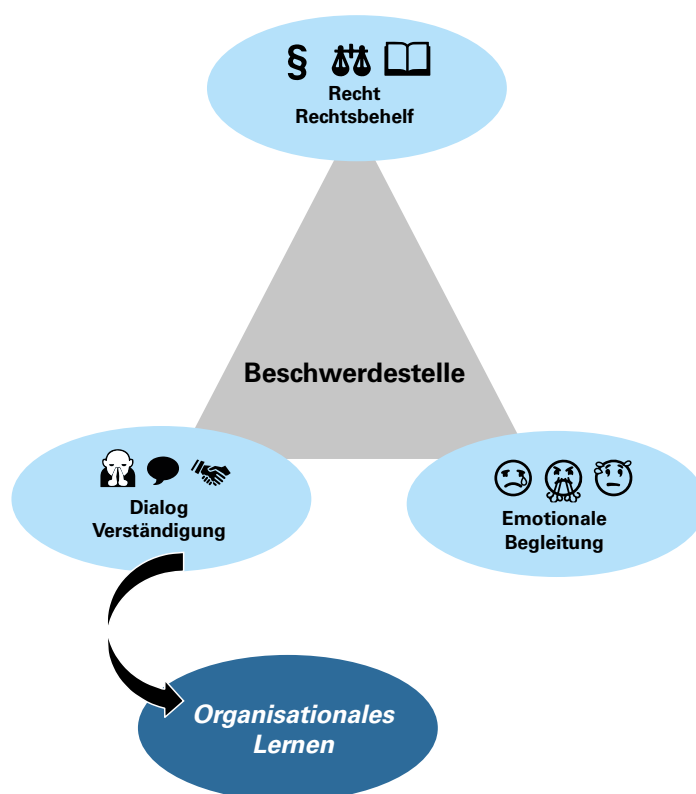 §
Recht
Rechtsbehelf
Beschwerdestelle
Dialog
Verständigung
Emotionale
Begleitung
Organisationales
Lernen